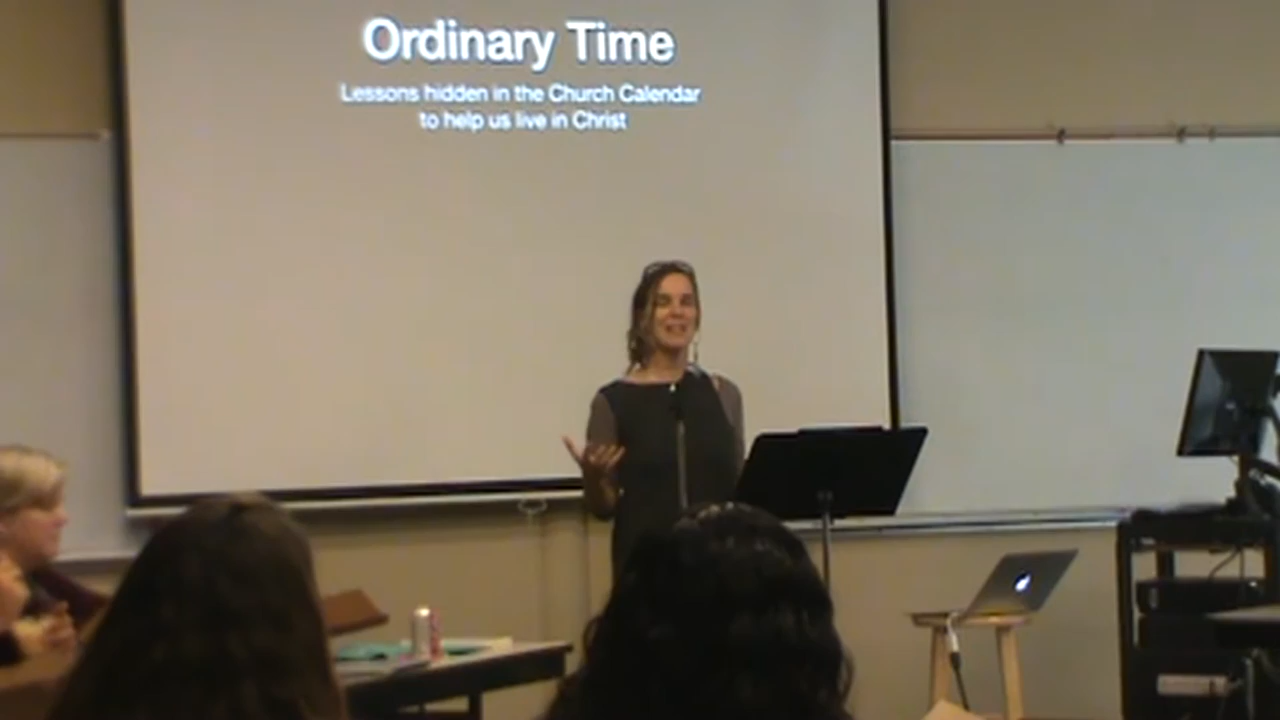 Ordinary Time
Lessons hidden in the Church Calendar
to help us live in Christ